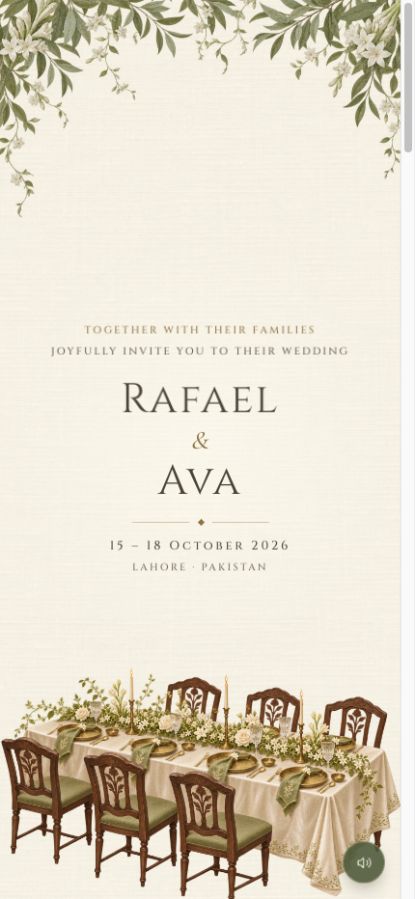 TOGETHER WITH THEIR FAMILIES
JOYFULLY INVITE YOU TO THEIR WEDDING
RAFAEL
&
AVA
15 – 18 OCTOBER 2026
LAHORE · PAKISTAN